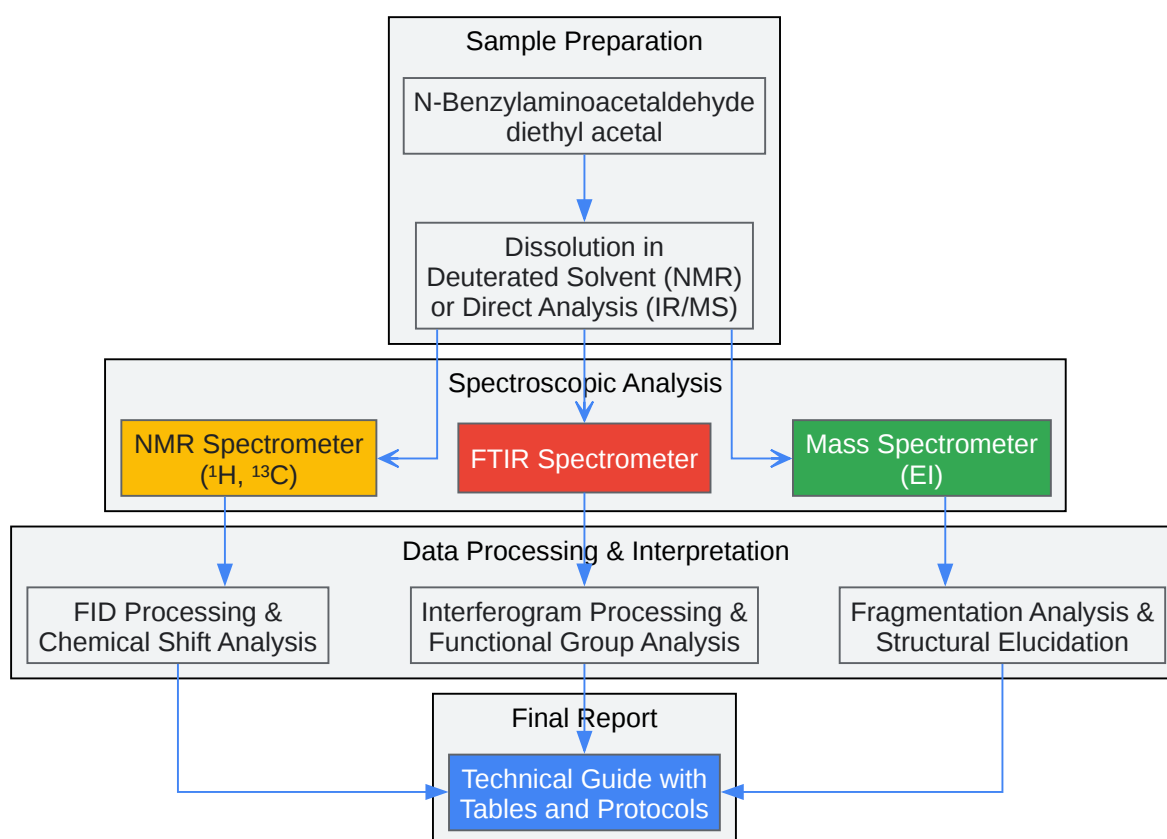 Sample Preparation
N-Benzylaminoacetaldehyde
diethyl acetal
Dissolution in
Deuterated Solvent (NMR)
or Direct Analysis (IR/MS)
Spectroscopic Analysis
NMR Spectrometer
(¹H, ¹³C)
FTIR Spectrometer
Mass Spectrometer
(EI)
Data Processing & Interpretation
FID Processing &
Chemical Shift Analysis
Interferogram Processing &
Functional Group Analysis
Fragmentation Analysis &
Structural Elucidation
Final Report
Technical Guide with
Tables and Protocols